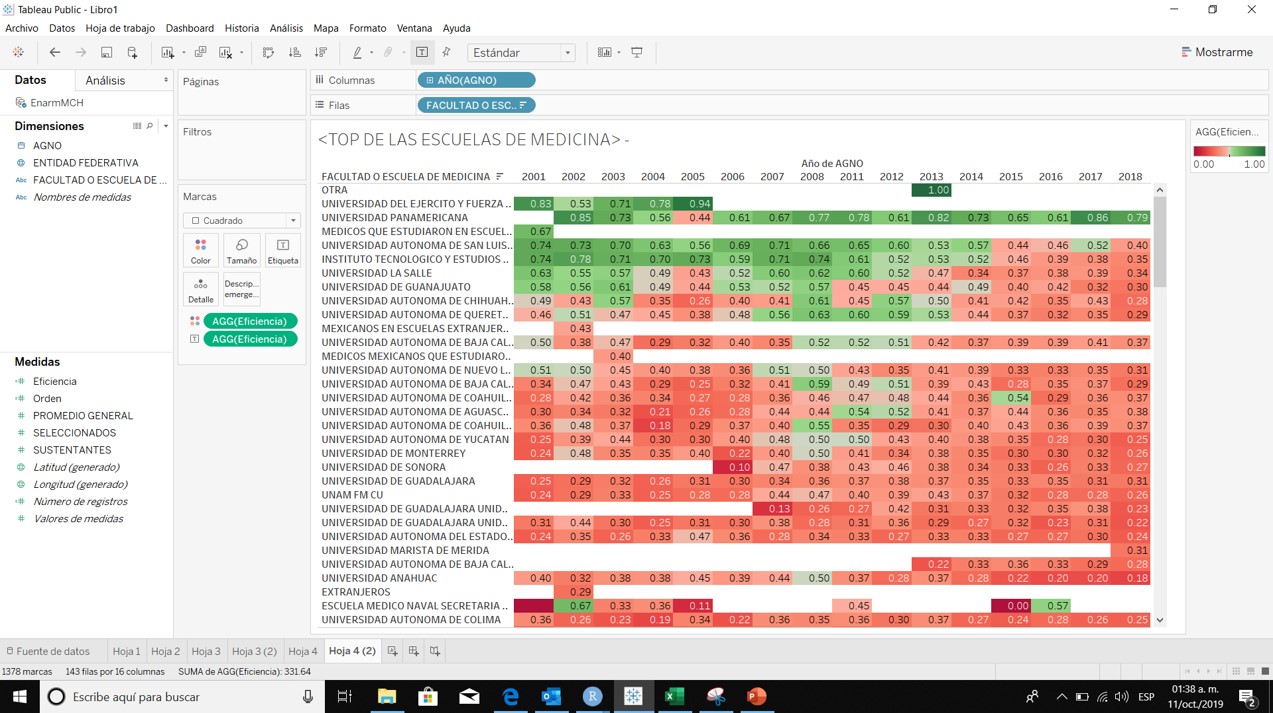 Tableau Public - Libro1
Archivo Datos Hoja de trabajo Dashboard Historia Análisis Mapa Formato Ventana Ayuda
Estándar
Mostrarme
Datos Análisis
EnarmMCH
Dimensiones
AGNO
ENTIDAD FEDERATIVA
FACULTAD O ESCUELA DE ...
Nombres de medidas
Medidas
Eficiencia
Orden
PROMEDIO GENERAL
SELECCIONADOS
SUSTENTANTES
Latitud (generado)
Longitud (generado)
Número de registros
Valores de medidas
Páginas
Filtros
Marcas
Cuadrado
Color Tamaño Etiqueta
Detalle Descrip... emerge...
AGG(Eficiencia)
AGG(Eficiencia)
Columnas AÑO(AGNO)
Filas FACULTAD O ESC..
<TOP DE LAS ESCUELAS DE MEDICINA> -
Año de AGNO
FACULTAD O ESCUELA DE MEDICINA 2001 2002 2003 2004 2005 2006 2007 2008 2011 2012 2013 2014 2015 2016 2017 2018
OTRA 1.00
UNIVERSIDAD DEL EJERCITO Y FUERZA .. 0.83 0.53 0.71 0.78 0.94
UNIVERSIDAD PANAMERICANA 0.85 0.73 0.56 0.44 0.61 0.67 0.77 0.78 0.61 0.82 0.73 0.65 0.61 0.86 0.79
MEDICOS QUE ESTUDIARON EN ESCUEL.. 0.67
UNIVERSIDAD AUTONOMA DE SAN LUIS.. 0.74 0.73 0.70 0.63 0.56 0.69 0.71 0.66 0.65 0.60 0.53 0.57 0.44 0.46 0.52 0.40
INSTITUTO TECNOLOGICO Y ESTUDIOS .. 0.74 0.78 0.71 0.70 0.73 0.59 0.71 0.74 0.61 0.52 0.53 0.52 0.46 0.39 0.38 0.35
UNIVERSIDAD LA SALLE 0.63 0.55 0.57 0.49 0.43 0.52 0.60 0.62 0.60 0.52 0.47 0.34 0.37 0.38 0.39 0.34
UNIVERSIDAD DE GUANAJUATO 0.58 0.56 0.61 0.49 0.44 0.53 0.52 0.57 0.45 0.45 0.44 0.49 0.40 0.42 0.32 0.30
UNIVERSIDAD AUTONOMA DE CHIHUAH.. 0.49 0.43 0.57 0.35 0.26 0.40 0.41 0.61 0.45 0.57 0.50 0.41 0.42 0.35 0.43 0.28
UNIVERSIDAD AUTONOMA DE QUERET.. 0.46 0.51 0.47 0.45 0.38 0.48 0.56 0.63 0.60 0.59 0.53 0.44 0.37 0.32 0.35 0.29
MEXICANOS EN ESCUELAS EXTRANJER.. 0.43
UNIVERSIDAD AUTONOMA DE BAJA CAL.. 0.50 0.38 0.47 0.29 0.32 0.40 0.35 0.52 0.52 0.51 0.42 0.37 0.39 0.39 0.41 0.37
MEDICOS MEXICANOS QUE ESTUDIARO.. 0.40
UNIVERSIDAD AUTONOMA DE NUEVO L.. 0.51 0.50 0.45 0.40 0.38 0.36 0.51 0.50 0.43 0.35 0.41 0.39 0.33 0.33 0.35 0.31
UNIVERSIDAD AUTONOMA DE BAJA CAL.. 0.34 0.47 0.43 0.29 0.25 0.32 0.41 0.59 0.49 0.51 0.39 0.43 0.28 0.35 0.37 0.29
UNIVERSIDAD AUTONOMA DE COAHUIL.. 0.28 0.42 0.36 0.34 0.27 0.28 0.36 0.46 0.47 0.48 0.44 0.36 0.54 0.29 0.36 0.37
UNIVERSIDAD AUTONOMA DE AGUASC.. 0.30 0.34 0.32 0.21 0.26 0.28 0.44 0.44 0.54 0.52 0.41 0.37 0.44 0.36 0.35 0.38
UNIVERSIDAD AUTONOMA DE COAHUIL.. 0.36 0.48 0.37 0.18 0.29 0.37 0.40 0.55 0.35 0.29 0.30 0.40 0.43 0.36 0.39 0.37
UNIVERSIDAD AUTONOMA DE YUCATAN 0.25 0.39 0.44 0.30 0.30 0.40 0.48 0.50 0.50 0.43 0.40 0.38 0.35 0.28 0.30 0.25
UNIVERSIDAD DE MONTERREY 0.24 0.48 0.35 0.35 0.40 0.22 0.40 0.50 0.41 0.34 0.38 0.35 0.30 0.30 0.32 0.26
UNIVERSIDAD DE SONORA 0.10 0.47 0.38 0.43 0.46 0.38 0.34 0.33 0.26 0.33 0.27
UNIVERSIDAD DE GUADALAJARA 0.25 0.29 0.32 0.26 0.31 0.30 0.34 0.36 0.37 0.38 0.37 0.35 0.33 0.35 0.31 0.31
UNAM FM CU 0.24 0.29 0.33 0.25 0.28 0.28 0.44 0.47 0.40 0.39 0.43 0.37 0.32 0.28 0.28 0.26
UNIVERSIDAD DE GUADALAJARA UNID.. 0.13 0.26 0.27 0.42 0.31 0.33 0.32 0.35 0.38 0.23
UNIVERSIDAD DE GUADALAJARA UNID.. 0.31 0.44 0.30 0.25 0.31 0.30 0.38 0.28 0.31 0.36 0.29 0.27 0.32 0.23 0.31 0.22
UNIVERSIDAD AUTONOMA DEL ESTADO.. 0.24 0.35 0.26 0.33 0.47 0.36 0.28 0.34 0.33 0.27 0.33 0.33 0.27 0.27 0.30 0.24
UNIVERSIDAD MARISTA DE MERIDA 0.31
UNIVERSIDAD AUTONOMA DE BAJA CAL.. 0.22 0.33 0.36 0.33 0.29 0.28
UNIVERSIDAD ANAHUAC 0.40 0.32 0.38 0.38 0.45 0.39 0.44 0.50 0.37 0.28 0.37 0.28 0.22 0.20 0.20 0.18
EXTRANJEROS 0.29
ESCUELA MEDICO NAVAL SECRETARIA .. 0.67 0.33 0.36 0.11 0.45 0.00 0.57
UNIVERSIDAD AUTONOMA DE COLIMA 0.36 0.26 0.23 0.19 0.34 0.22 0.36 0.35 0.36 0.30 0.37 0.27 0.24 0.28 0.26 0.25
AGG(Eficien...
0.00 1.00
Fuente de datos Hoja 1 Hoja 2 Hoja 3 Hoja 3 (2) Hoja 4 Hoja 4 (2)
1378 marcas 143 filas por 16 columnas SUMA de AGG(Eficiencia): 331.64
Escribe aquí para buscar
ESP
01:38 a. m.
11/oct./2019
2